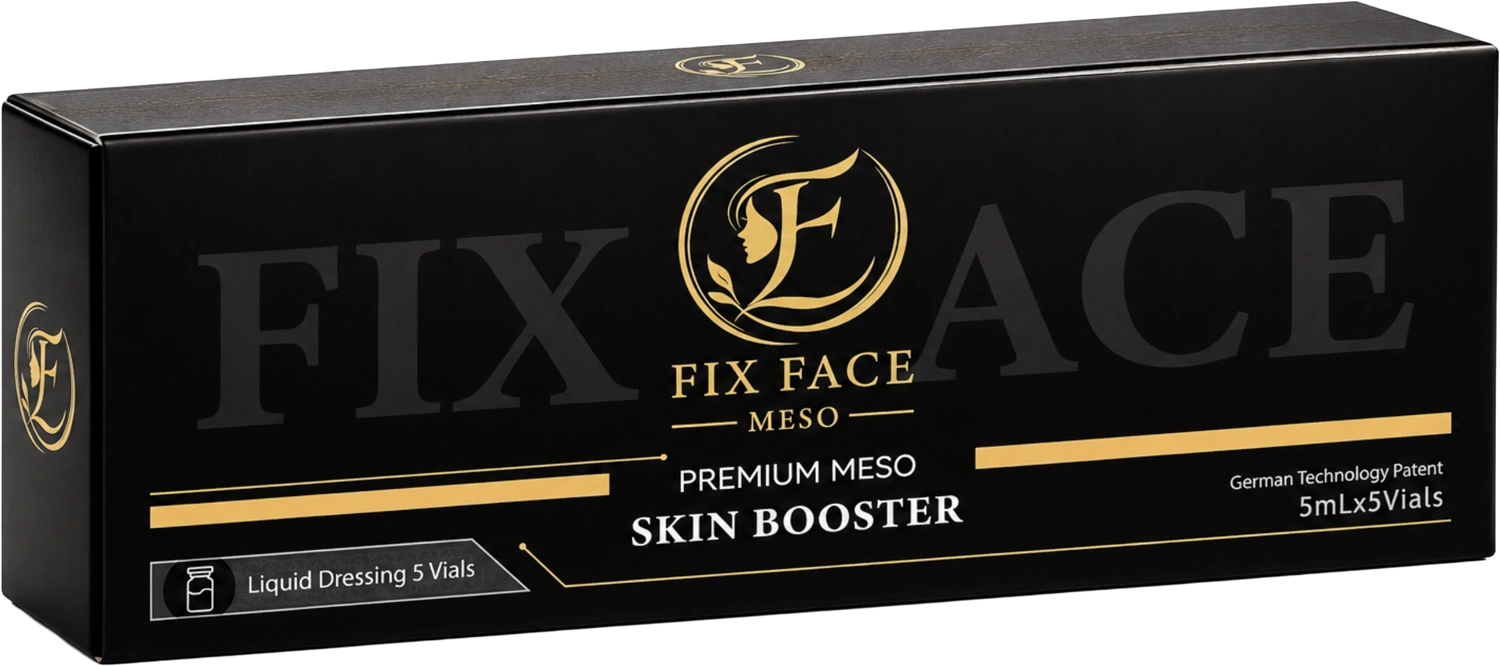 FIX FACE
FIX FACE
MESO
PREMIUM MESO
SKIN BOOSTER
German Technology Patent
5mLx5Vials
Liquid Dressing 5 Vials